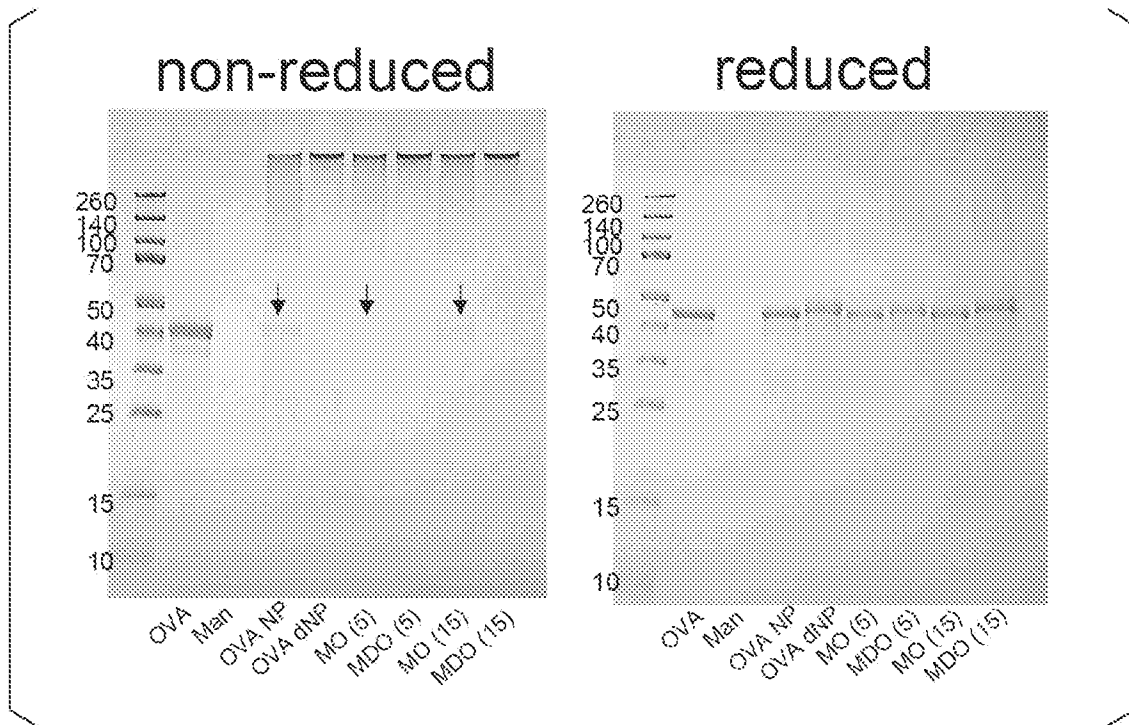 non-reduced
260
140
100
70
50
40
35
25
15
10
OVA
Man
OVA NP
OVA dNP
MO (5)
MDO (5)
MO (15)
MDO (15)
reduced
260
140
100
70
50
40
35
25
15
10
OVA
Man
OVA NP
OVA dNP
MO (5)
MDO (5)
MO (15)
MDO (15)